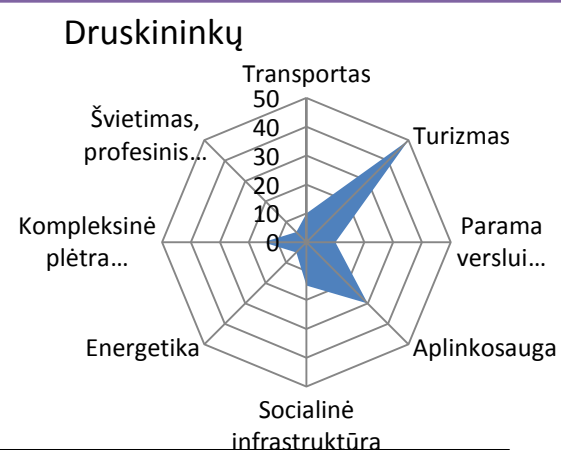 Druskininkų
Transportas
50
40
30
20
10
0
Turizmas
Parama
verslui...
Aplinkosauga
Socialinė
infrastruktūra
Energetika
Kompleksinė
plėtra...
Švietimas,
profesinis...